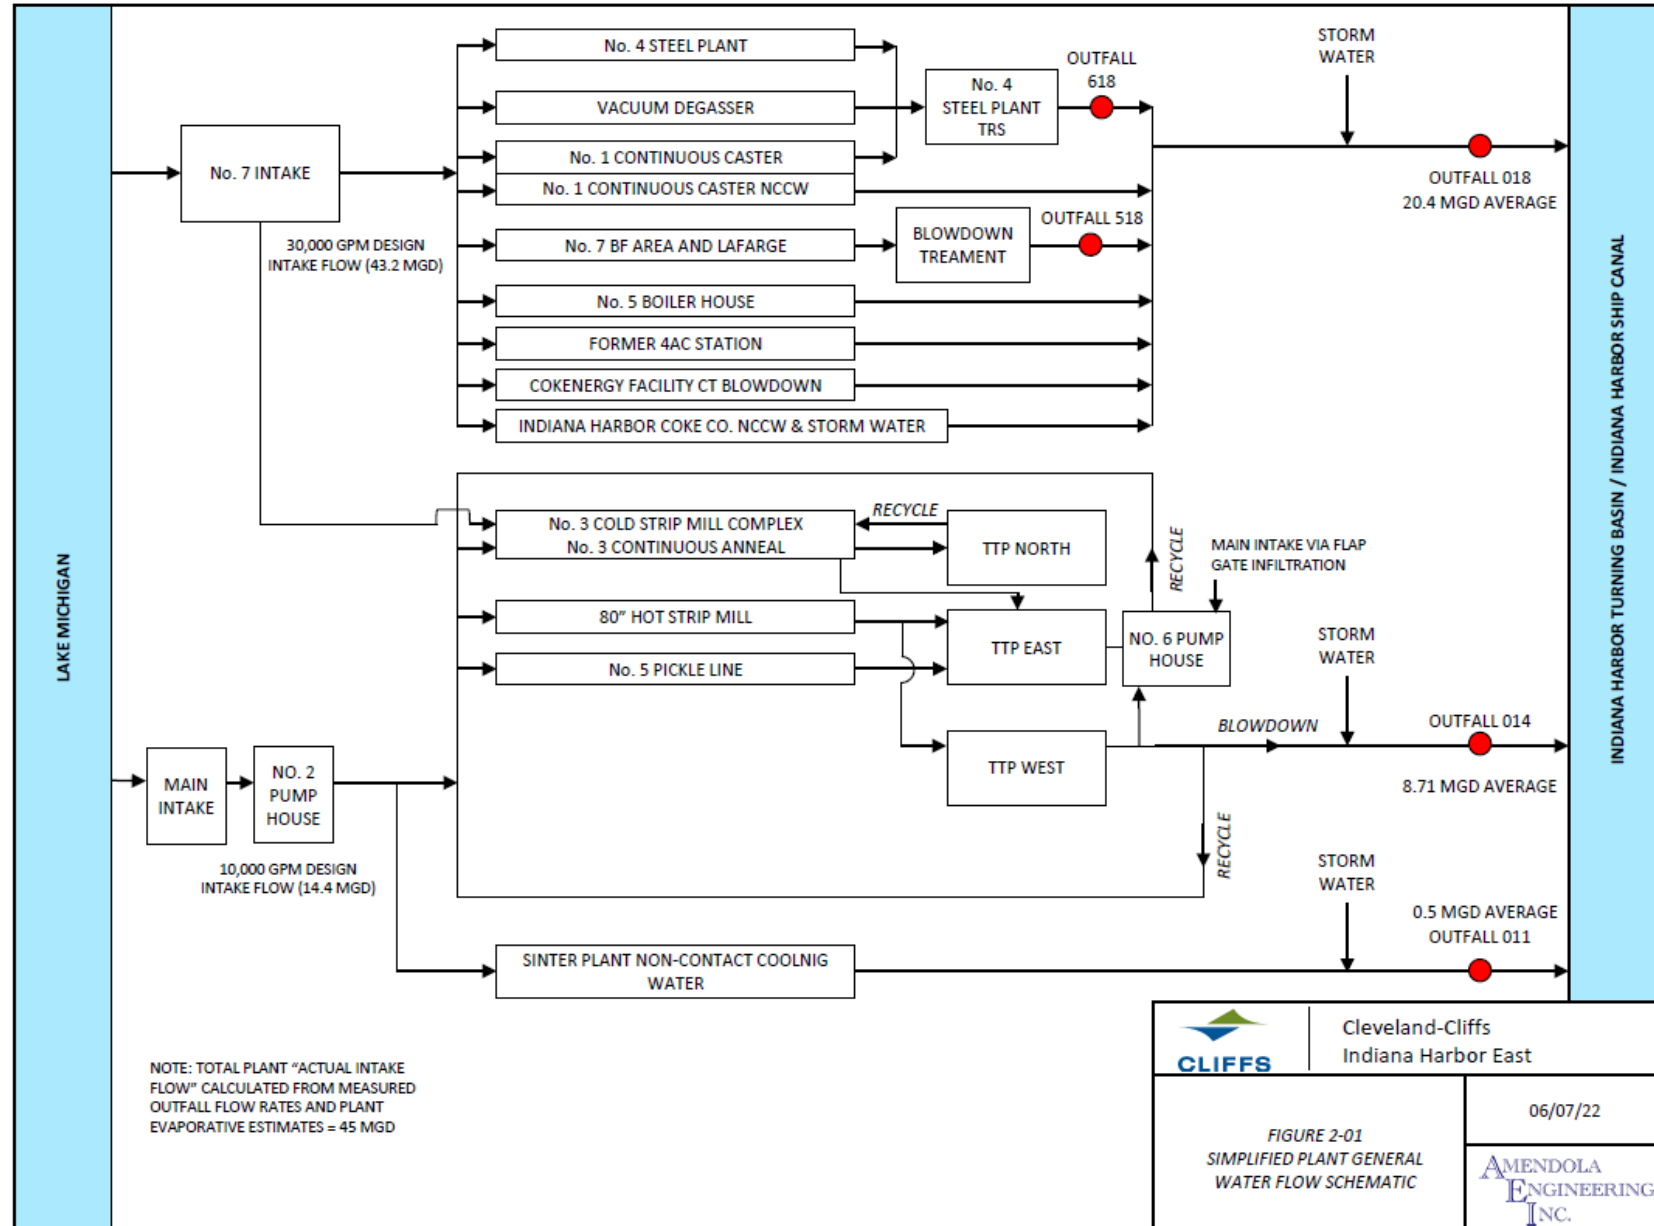 LAKE MICHIGAN
No. 7 INTAKE
30,000 GPM DESIGN
INTAKE FLOW (43.2 MGD)
No. 4 STEEL PLANT
VACUUM DEGASSER
No. 1 CONTINUOUS CASTER
No. 1 CONTINUOUS CASTER NCCW
No. 7 BF AREA AND LAFARGE
No. 5 BOILER HOUSE
FORMER 4AC STATION
COKENERGY FACILITY CT BLOWDOWN
INDIANA HARBOR COKE CO. NCCW & STORM WATER
No. 4
STEEL PLANT
TRS
OUTFALL
618
BLOWDOWN
TREAMENT
OUTFALL 518
STORM
WATER
OUTFALL 018
20.4 MGD AVERAGE
INDIANA HARBOR TURNING BASIN / INDIANA HARBOR SHIP CANAL
No. 3 COLD STRIP MILL COMPLEX
No. 3 CONTINUOUS ANNEAL
RECYCLE
TTP NORTH
80” HOT STRIP MILL
No. 5 PICKLE LINE
TTP EAST
TTP WEST
RECYCLE
MAIN INTAKE VIA FLAP
GATE INFILTRATION
NO. 6 PUMP
HOUSE
STORM
WATER
BLOWDOWN
OUTFALL 014
8.71 MGD AVERAGE
RECYCLE
MAIN
INTAKE
NO. 2
PUMP
HOUSE
10,000 GPM DESIGN
INTAKE FLOW (14.4 MGD)
SINTER PLANT NON-CONTACT COOLNIG
WATER
STORM
WATER
0.5 MGD AVERAGE
OUTFALL 011
NOTE: TOTAL PLANT “ACTUAL INTAKE
FLOW” CALCULATED FROM MEASURED
OUTFALL FLOW RATES AND PLANT
EVAPORATIVE ESTIMATES = 45 MGD
CLIFFS
Cleveland-Cliffs
Indiana Harbor East
FIGURE 2-01
SIMPLIFIED PLANT GENERAL
WATER FLOW SCHEMATIC
06/07/22
AMENDOLA
ENGINEERING
INC.